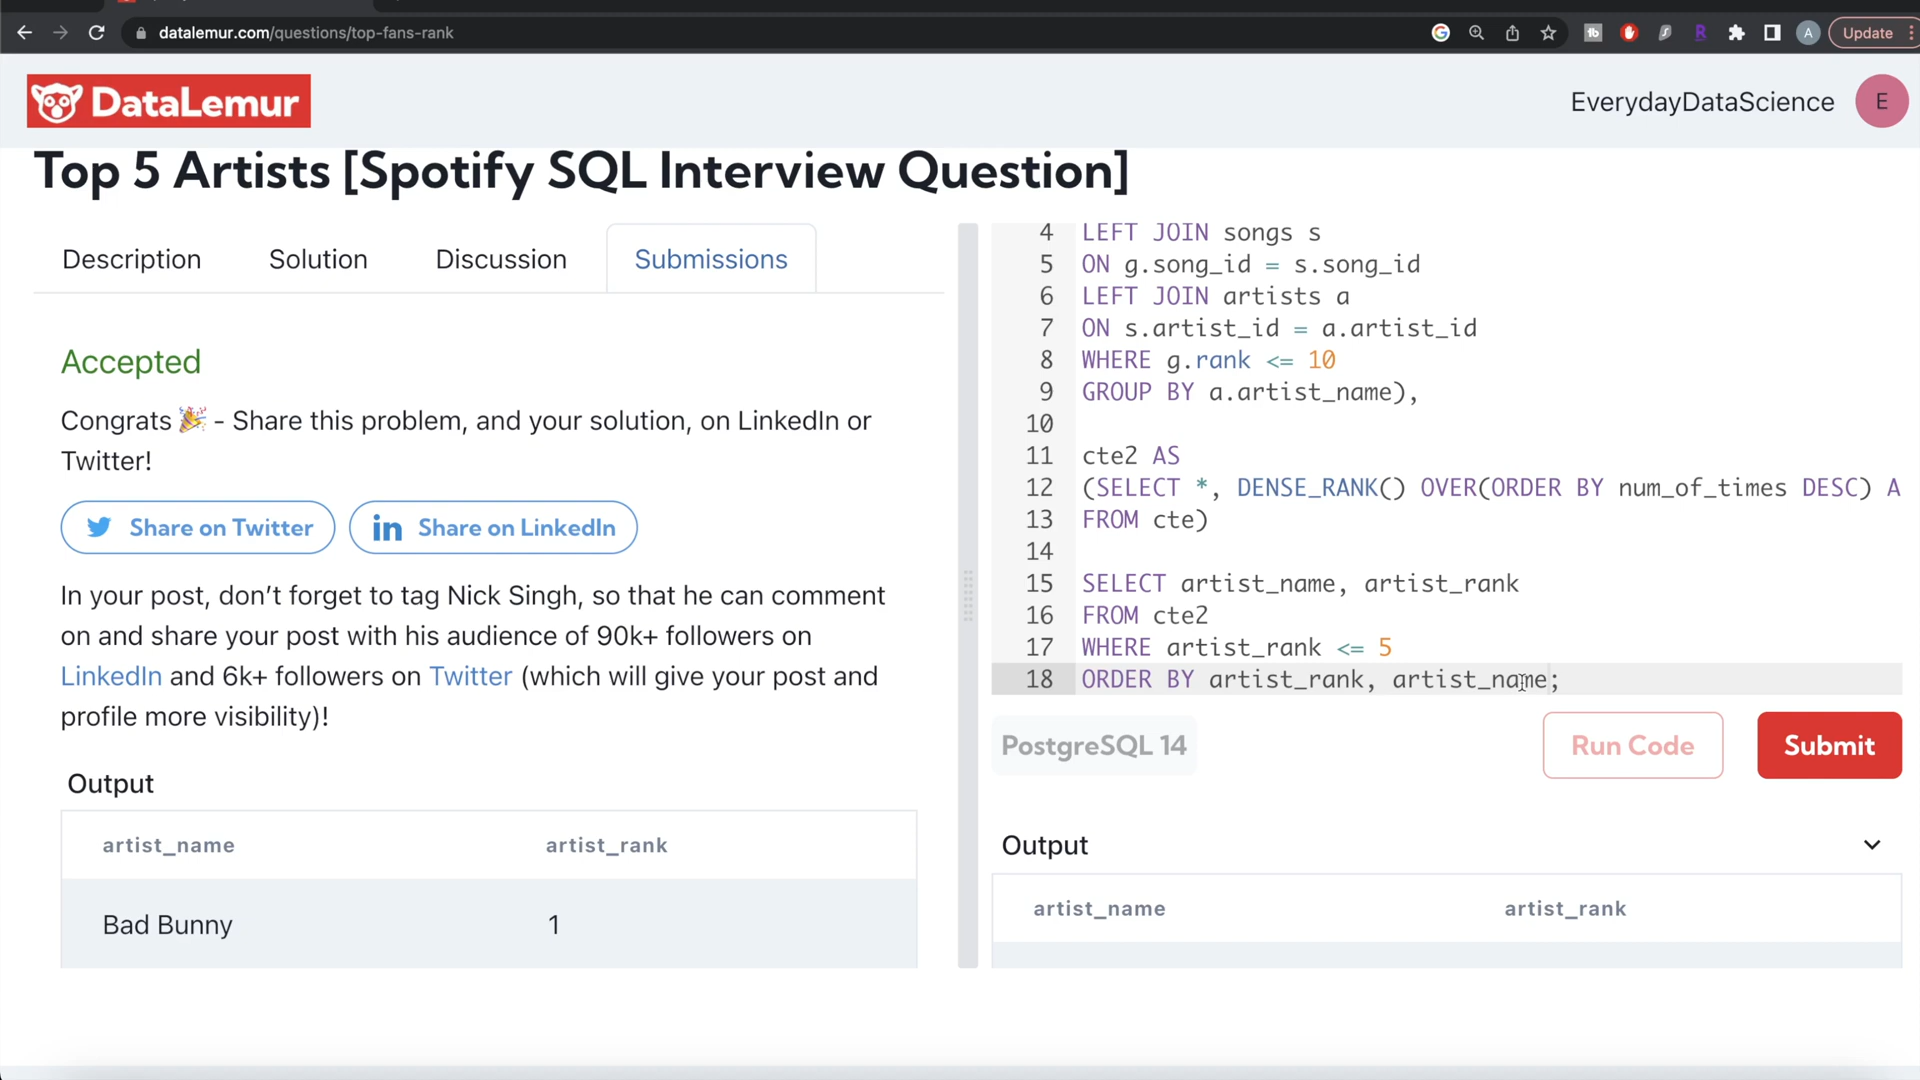 datalemur.com/questions/top-fans-rank
Update
DataLemur
EverydayDataScience
E
Top 5 Artists [Spotify SQL Interview Question]
Description
Solution
Discussion
Submissions
Accepted
Congrats 🎉 - Share this problem, and your solution, on LinkedIn or
Twitter!
Share on Twitter
in Share on LinkedIn
In your post, don’t forget to tag Nick Singh, so that he can comment
on and share your post with his audience of 90k+ followers on
LinkedIn and 6k+ followers on Twitter (which will give your post and
profile more visibility)!
Output
artist_name artist_rank
Bad Bunny 1
4 LEFT JOIN songs s
5 ON g.song_id = s.song_id
6 LEFT JOIN artists a
7 ON s.artist_id = a.artist_id
8 WHERE g.rank <= 10
9 GROUP BY a.artist_name),
10
11 cte2 AS
12 (SELECT *, DENSE_RANK() OVER(ORDER BY num_of_times DESC) A
13 FROM cte)
14
15 SELECT artist_name, artist_rank
16 FROM cte2
17 WHERE artist_rank <= 5
18 ORDER BY artist_rank, artist_name;
PostgreSQL 14
Run Code
Submit
Output
artist_name artist_rank